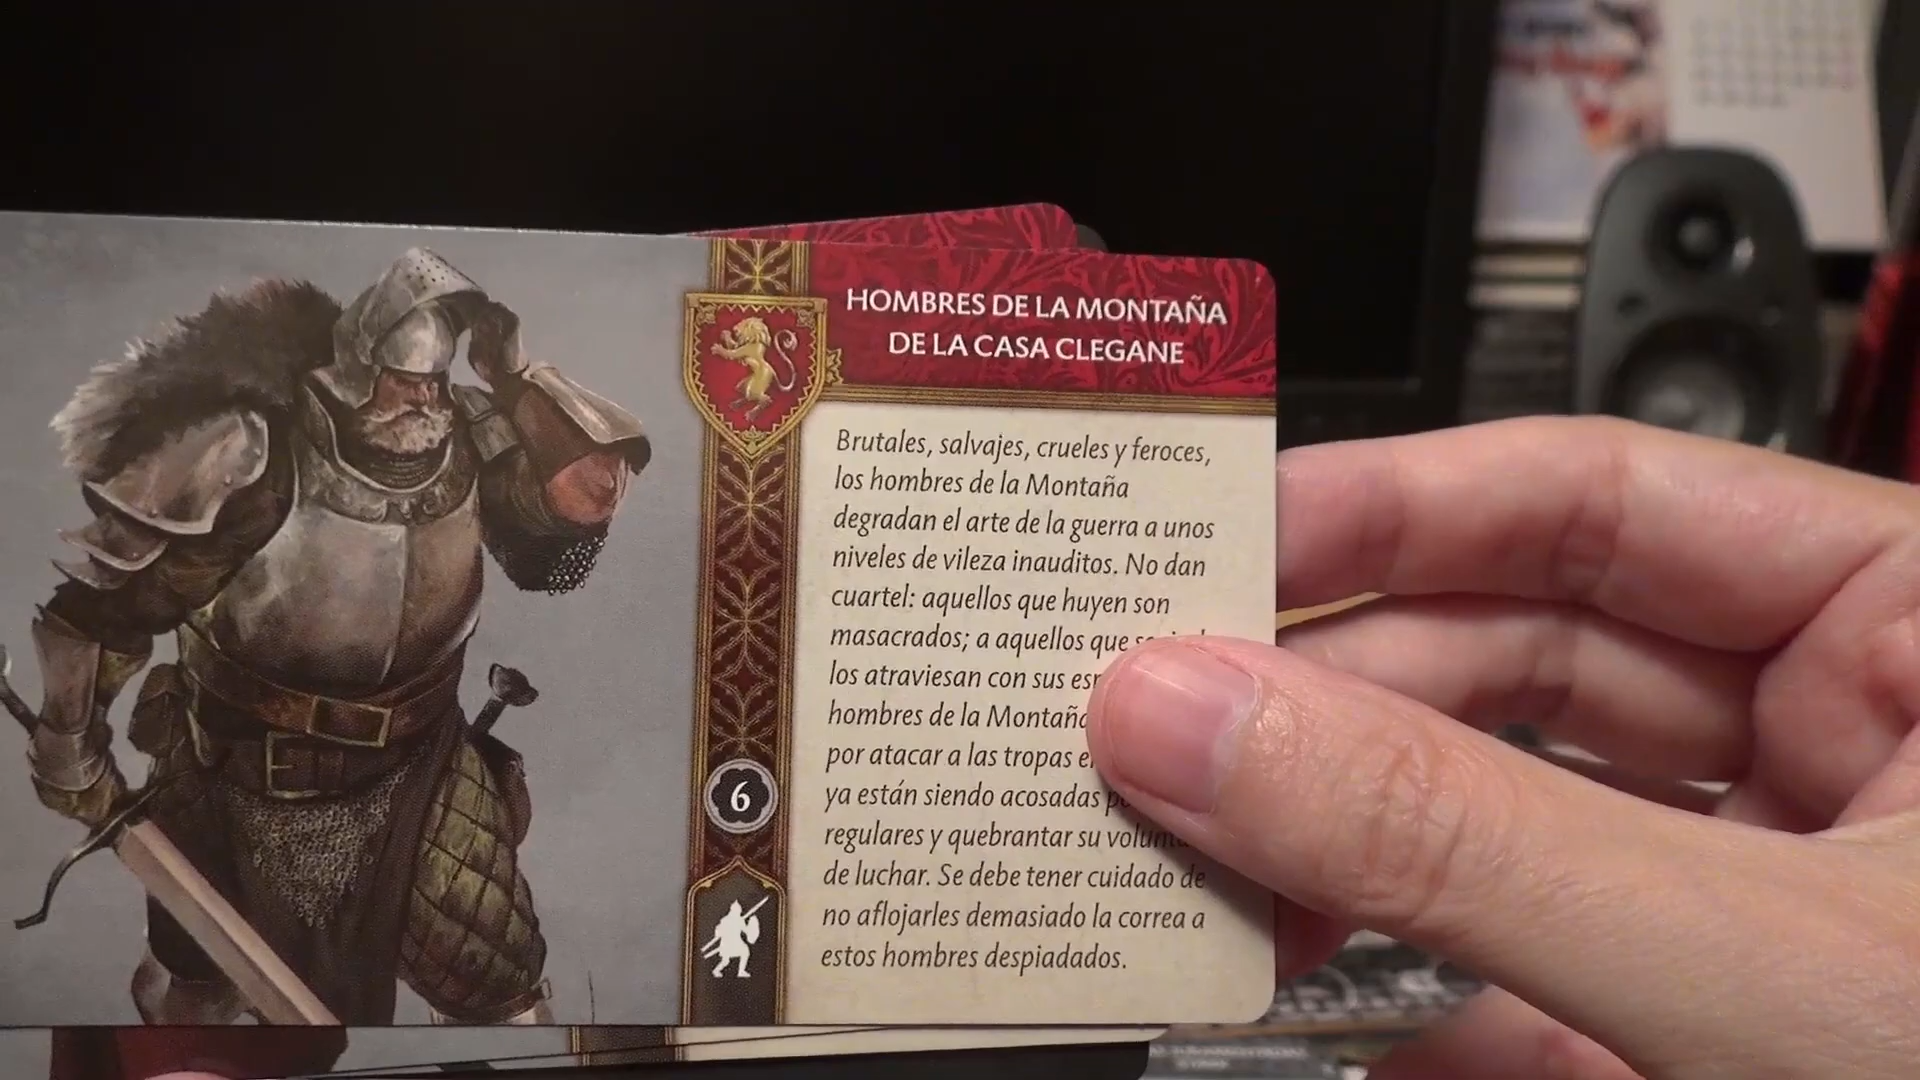 HOMBRES DE LA MONTAÑA
DE LA CASA CLEGANE
Brutales, salvajes, crueles y feroces,
los hombres de la Montaña
degradan el arte de la guerra a unos
niveles de vileza inauditos. No dan
cuartel: aquellos que huyen son
masacrados; a aquellos que
los atraviesan con sus
hombres de la Montaña
por atacar a las tropas
ya están siendo acosadas
regulares y quebrantar su
de luchar. Se debe tener cuidado de
no aflojarles demasiado la correa a
estos hombres despiadados.
6